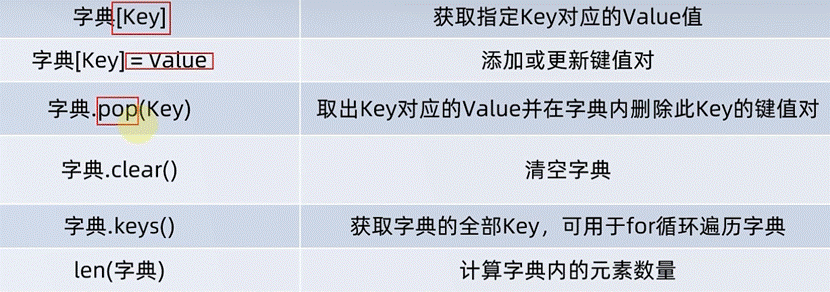 字典[Key] 获取指定Key对应的Value值
字典[Key] = Value 添加或更新键值对
字典.pop(Key) 取出Key对应的Value并在字典内删除此Key的键值对
字典.clear() 清空字典
字典.keys() 获取字典的全部Key，可用于for循环遍历字典
len(字典) 计算字典内的元素数量